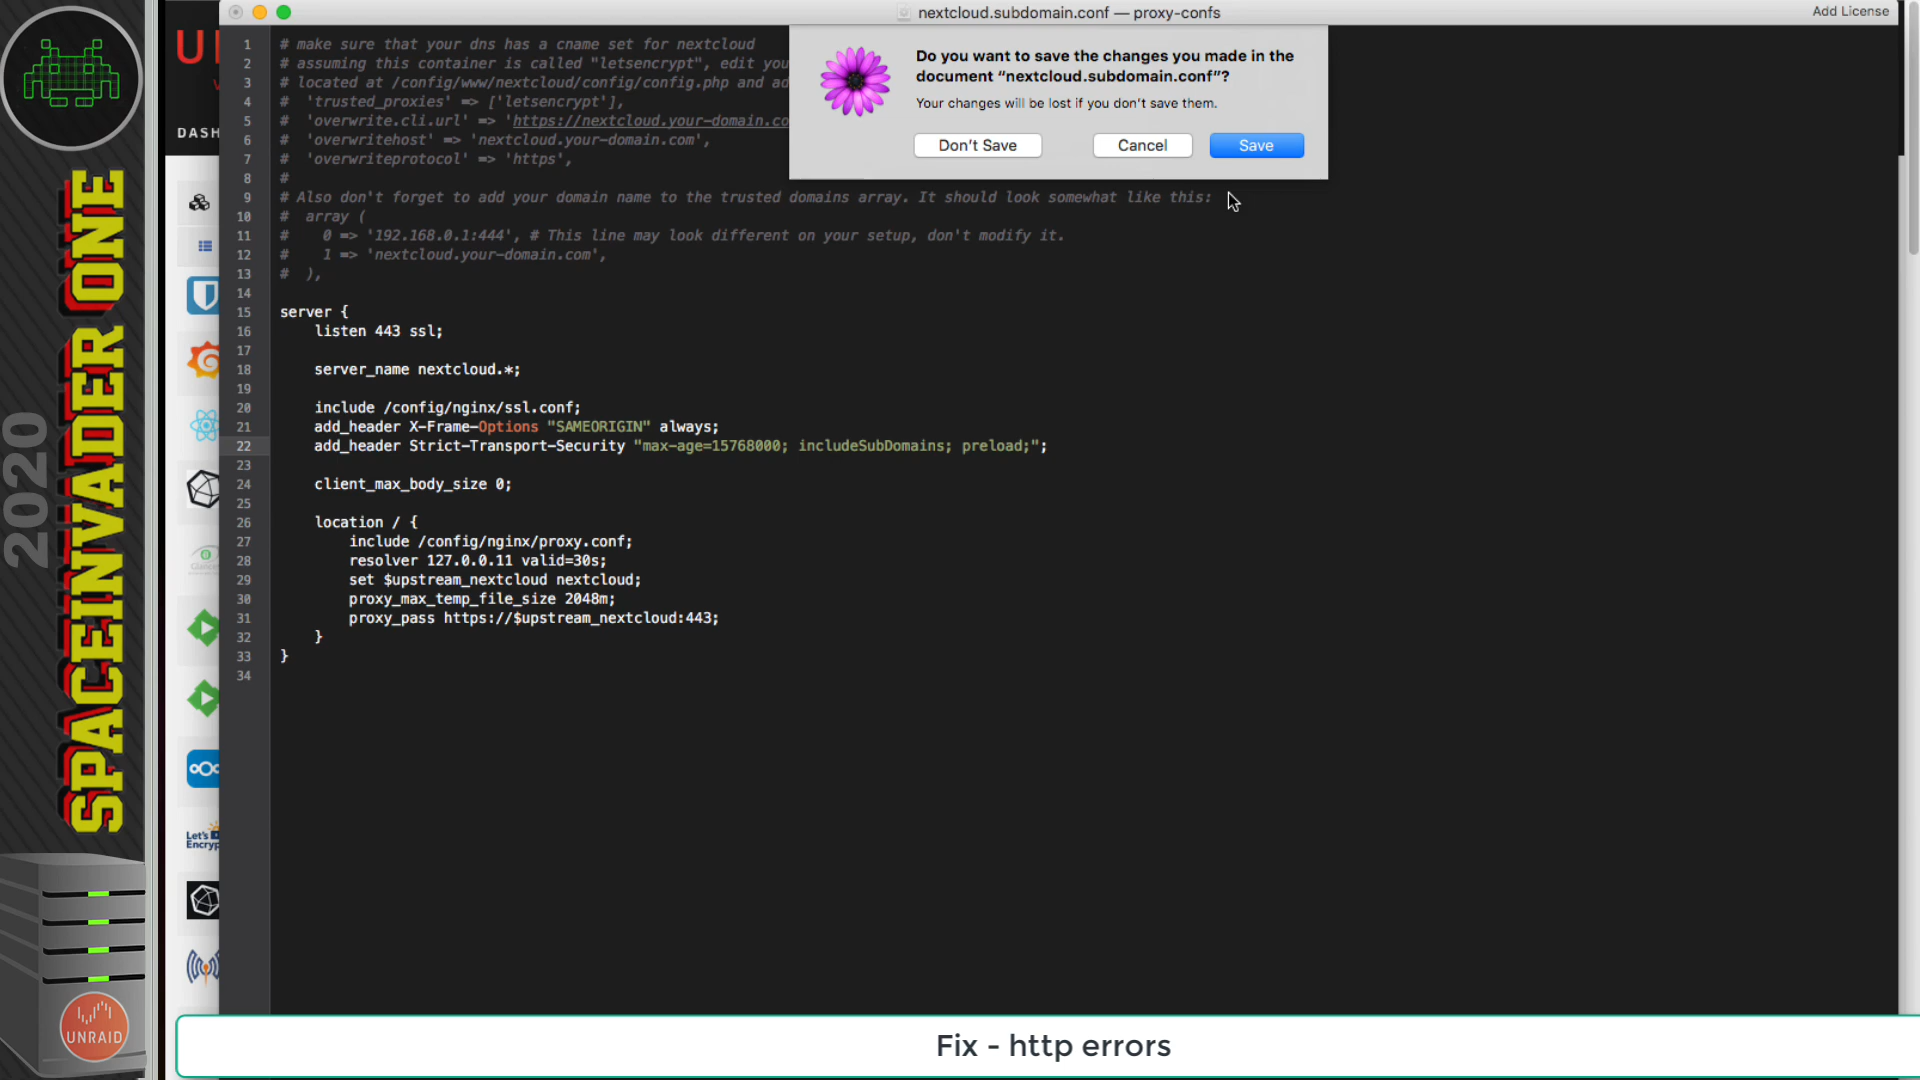 nextcloud.subdomain.conf — proxy-confs
Add License
Do you want to save the changes you made in the
document “nextcloud.subdomain.conf”?
Your changes will be lost if you don’t save them.
Don’t Save
Cancel
Save
1 # make sure that your dns has a cname set for nextcloud
2 # assuming this container is called "letsencrypt", edit you
3 # located at /config/www/nextcloud/config/config.php and ad
4 #  'trusted_proxies' => ['letsencrypt'],
5 #  'overwrite.cli.url' => 'https://nextcloud.your-domain.co
6 #  'overwritehost' => 'nextcloud.your-domain.com',
7 #  'overwriteprotocol' => 'https',
8 #
9 # Also don't forget to add your domain name to the trusted domains array. It should look somewhat like this:
10 #  array (
11 #    0 => '192.168.0.1:444', # This line may look different on your setup, don't modify it.
12 #    1 => 'nextcloud.your-domain.com',
13 #  ),
14
15 server {
16     listen 443 ssl;
17
18     server_name nextcloud.*;
19
20     include /config/nginx/ssl.conf;
21     add_header X-Frame-Options "SAMEORIGIN" always;
22     add_header Strict-Transport-Security "max-age=15768000; includeSubDomains; preload;";
23
24     client_max_body_size 0;
25
26     location / {
27         include /config/nginx/proxy.conf;
28         resolver 127.0.0.11 valid=30s;
29         set $upstream_nextcloud nextcloud;
30         proxy_max_temp_file_size 2048m;
31         proxy_pass https://$upstream_nextcloud:443;
32     }
33 }
34
DASH
Let's
Encryp
2020
SPACEINVADER ONE
UNRAID
Fix - http errors